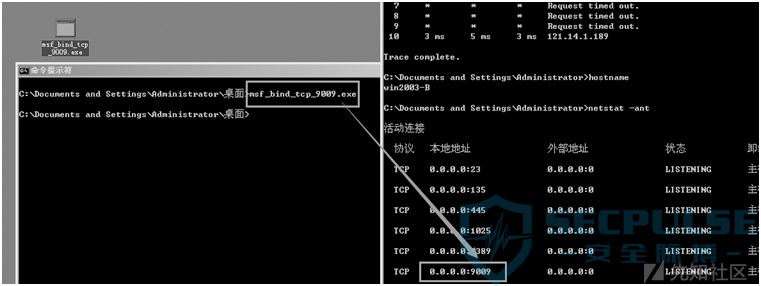 msf_bind_tcp
_9009.exe
命令提示符
C:\Documents and Settings\Administrator\桌面>msf_bind_tcp_9009.exe
C:\Documents and Settings\Administrator\桌面>
7 * * * Request timed out.
8 * * * Request timed out.
9 * * * Request timed out.
10 3 ms 5 ms 3 ms 121.14.1.189
Trace complete.
C:\Documents and Settings\Administrator>hostname
win2003-B
C:\Documents and Settings\Administrator>netstat -ant
活动连接
协议 本地地址 外部地址 状态
TCP 0.0.0.0:23 0.0.0.0:0 LISTENING
TCP 0.0.0.0:135 0.0.0.0:0 LISTENING
TCP 0.0.0.0:445 0.0.0.0:0 LISTENING
TCP 0.0.0.0:1025 0.0.0.0:0 LISTENING
TCP 0.0.0.0:3389 0.0.0.0:0 LISTENING
TCP 0.0.0.0:9009 0.0.0.0:0 LISTENING
SECPULSE
安全脉搏
先知社区